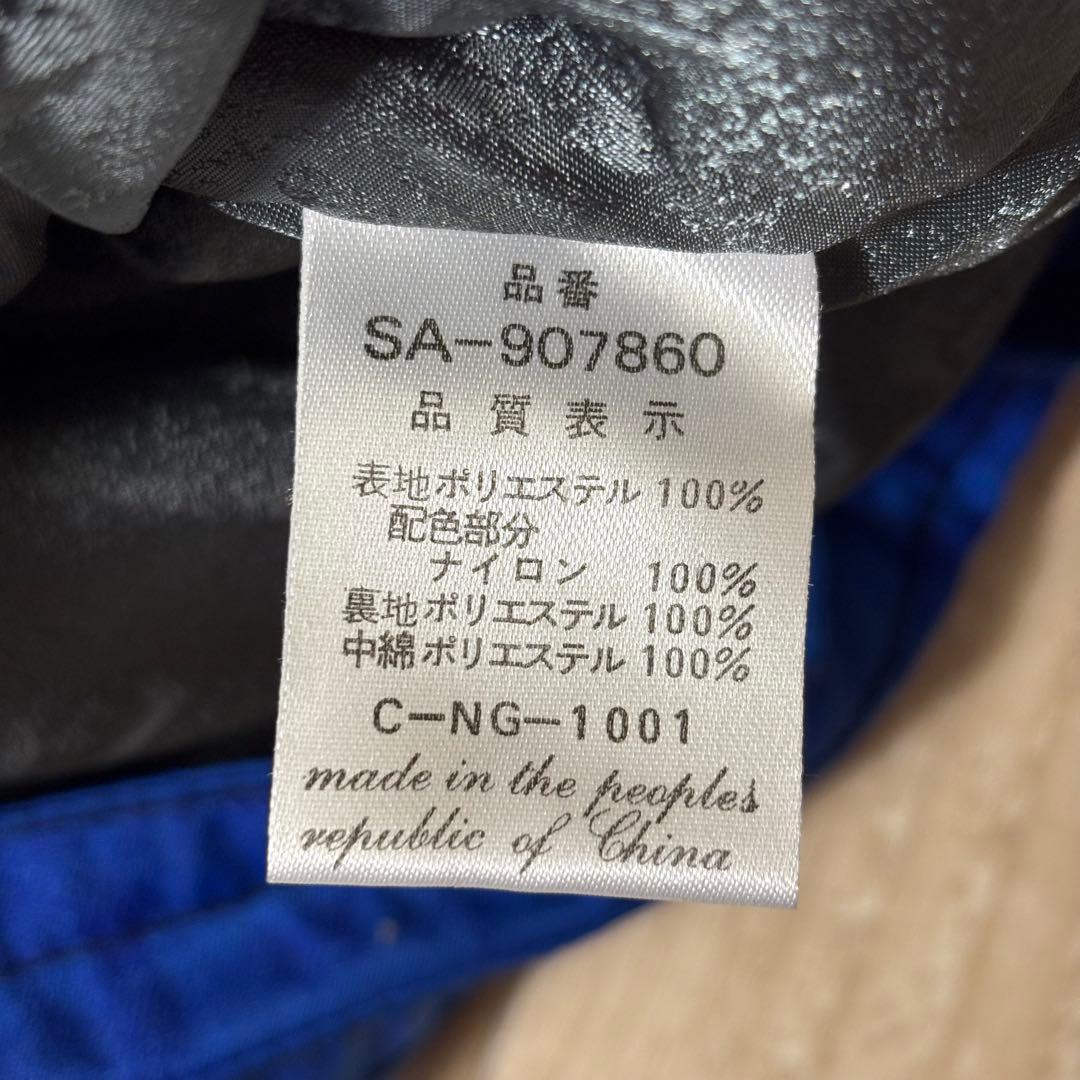 品番
SA-907860
品質表示
表地ポリエステル 100%
配色部分
ナイロン 100%
裏地ポリエステル 100%
中綿ポリエステル 100%
C-NG-1001
made in the peoples
republic of China